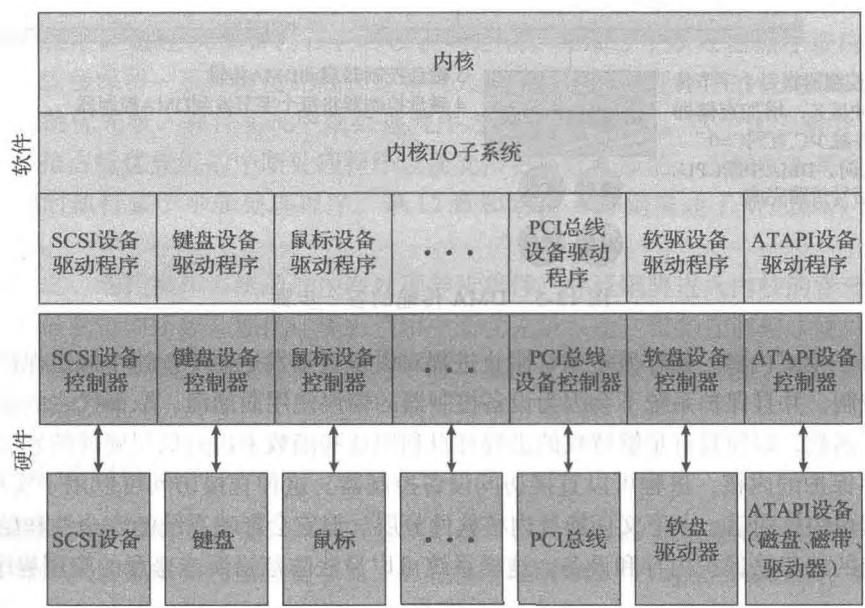 内核
内核I/O子系统
软件
SCSI设备
驱动程序
键盘设备
驱动程序
鼠标设备
驱动程序
...
PCI总线
设备驱动
程序
软驱设备
驱动程序
ATAPI设备
驱动程序
SCSI设备
控制器
键盘设备
控制器
鼠标设备
控制器
...
PCI总线
设备控制器
软盘设备
控制器
ATAPI设备
控制器
硬件
SCSI设备
键盘
鼠标
...
PCI总线
软盘
驱动器
ATAPI设备
(磁盘、磁带、
驱动器)